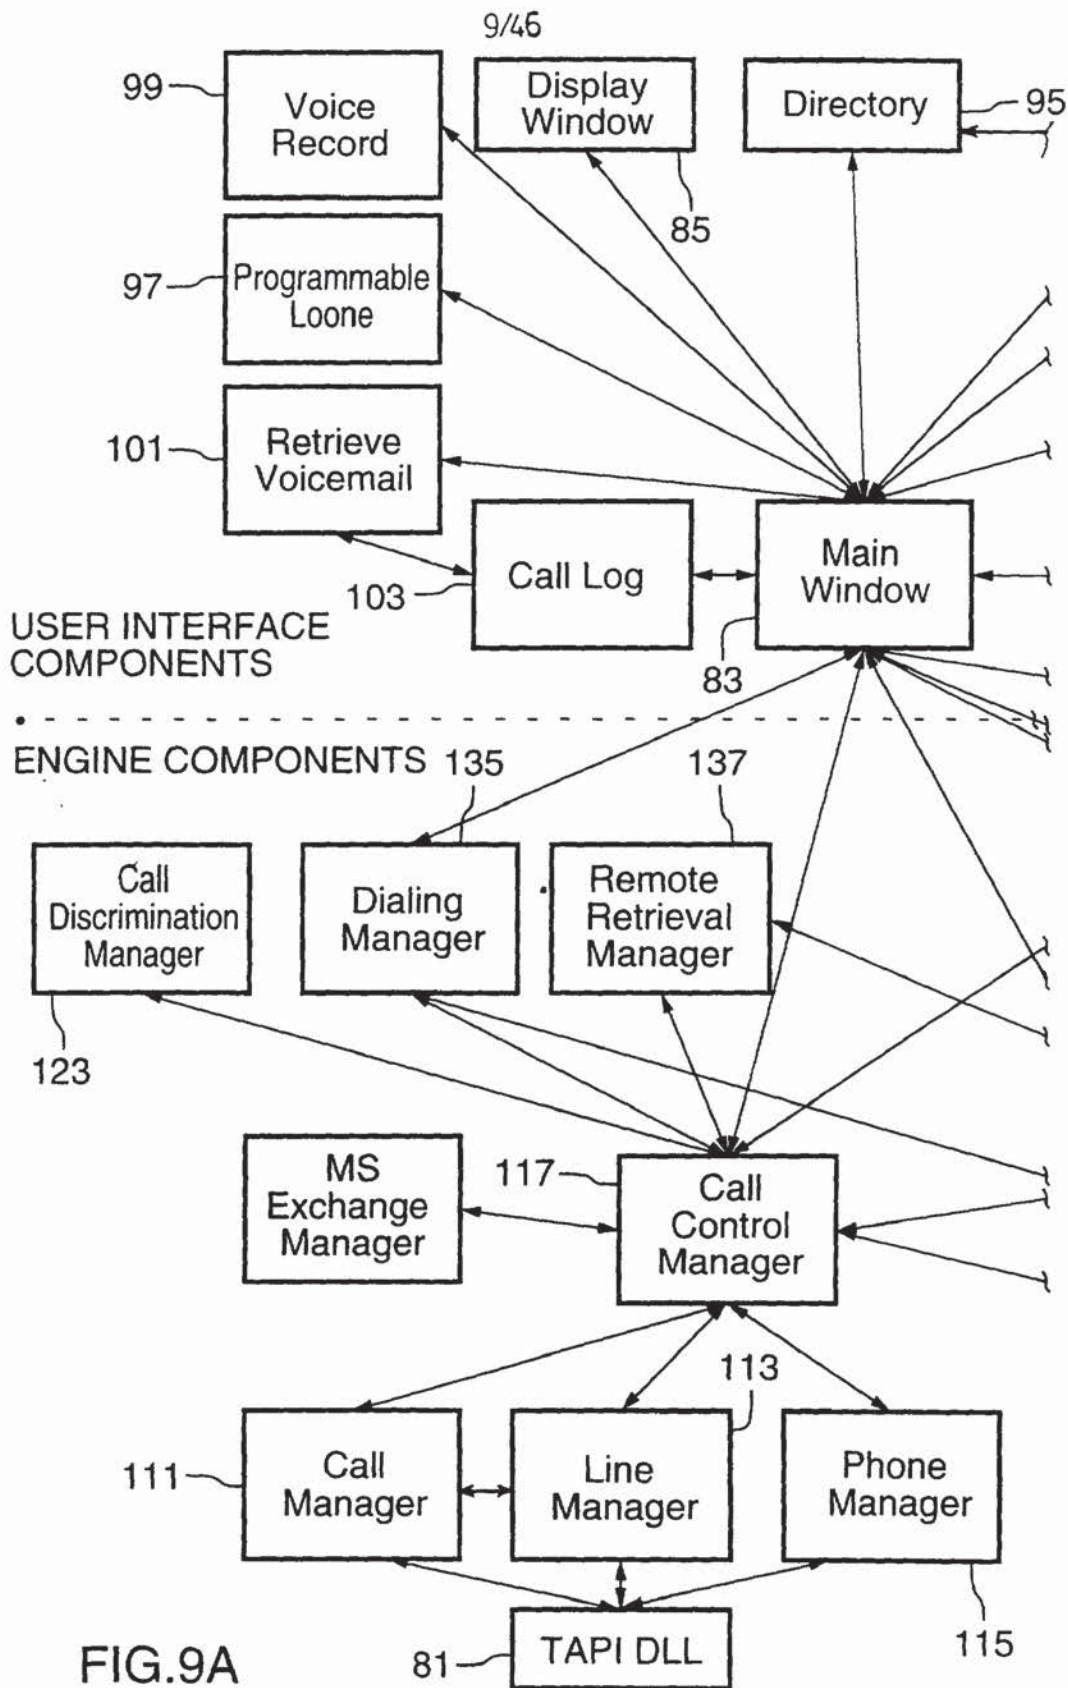 9/46
99
Voice
Record
Display
Window
85
Directory
95
97
Programmable
Loone
101
Retrieve
Voicemail
Call Log
103
Main
Window
83
USER INTERFACE
COMPONENTS
ENGINE COMPONENTS
135
137
Call
Discrimination
Manager
123
Dialing
Manager
Remote
Retrieval
Manager
MS
Exchange
Manager
117
Call
Control
Manager
113
111
Call
Manager
Line
Manager
Phone
Manager
115
81
TAPI DLL
FIG.9A